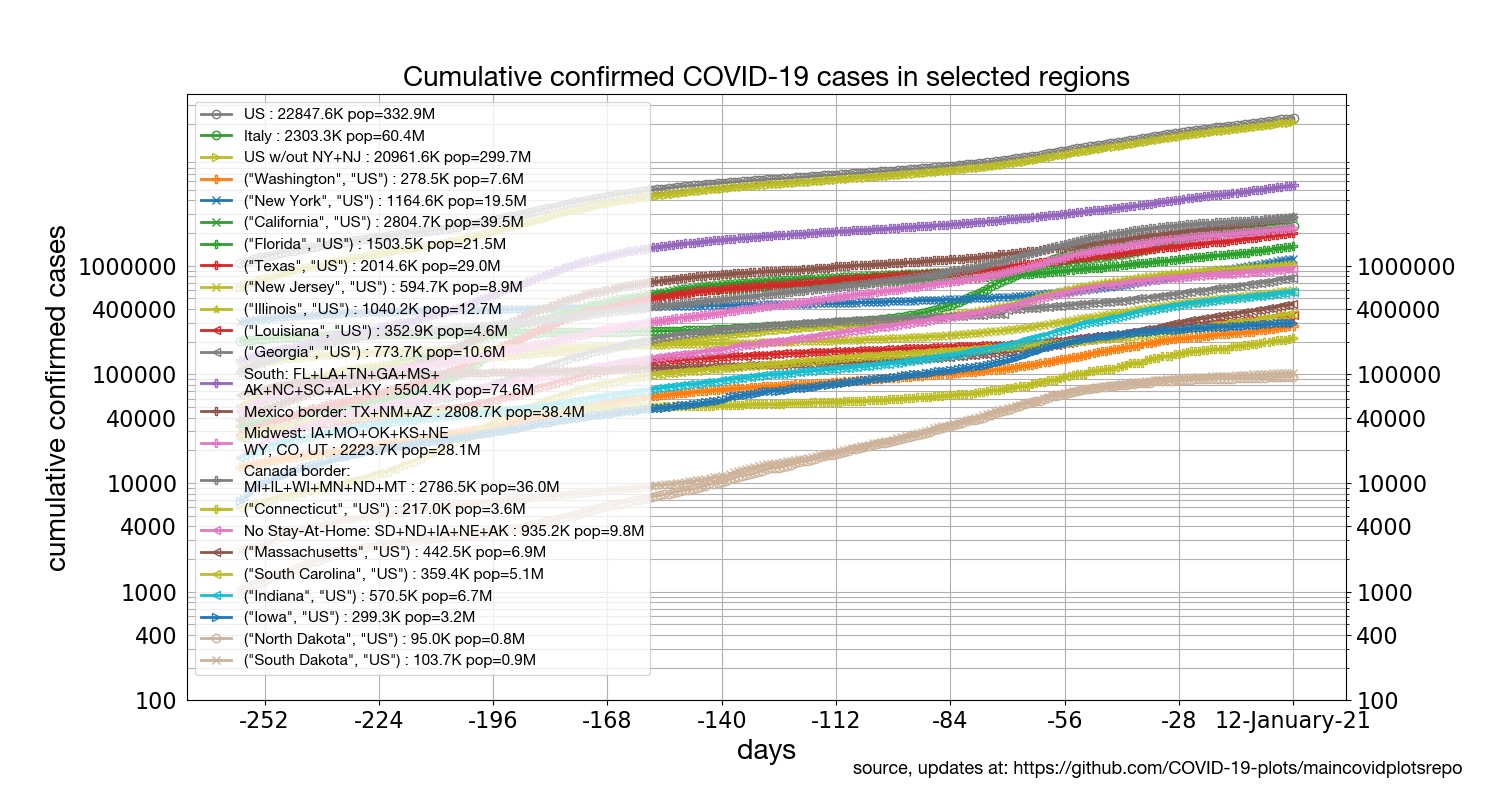 Cumulative confirmed COVID-19 cases in selected regions
US : 22847.6K pop=332.9M
Italy : 2303.3K pop=60.4M
US w/out NY+NJ : 20961.6K pop=299.7M
("Washington", "US") : 278.5K pop=7.6M
("New York", "US") : 1164.6K pop=19.5M
("California", "US") : 2804.7K pop=39.5M
("Florida", "US") : 1503.5K pop=21.5M
("Texas", "US") : 2014.6K pop=29.0M
("New Jersey", "US") : 594.7K pop=8.9M
("Illinois", "US") : 1040.2K pop=12.7M
("Louisiana", "US") : 352.9K pop=4.6M
("Georgia", "US") : 773.7K pop=10.6M
South: FL+LA+TN+GA+MS+
AK+NC+SC+AL+KY : 5504.4K pop=74.6M
Mexico border: TX+NM+AZ : 2808.7K pop=38.4M
Midwest: IA+MO+OK+KS+NE
WY, CO, UT : 2223.7K pop=28.1M
Canada border:
MI+IL+WI+MN+ND+MT : 2786.5K pop=36.0M
("Connecticut", "US") : 217.0K pop=3.6M
No Stay-At-Home: SD+ND+IA+NE+AK : 935.2K pop=9.8M
("Massachusetts", "US") : 442.5K pop=6.9M
("South Carolina", "US") : 359.4K pop=5.1M
("Indiana", "US") : 570.5K pop=6.7M
("Iowa", "US") : 299.3K pop=3.2M
("North Dakota", "US") : 95.0K pop=0.8M
("South Dakota", "US") : 103.7K pop=0.9M
cumulative confirmed cases
1000000
400000
100000
40000
10000
4000
1000
400
100
1000000
400000
100000
40000
10000
4000
1000
400
100
-252 -224 -196 -168 -140 -112 -84 -56 -28 12-January-21
days
source, updates at: https://github.com/COVID-19-plots/maincovidplotsrepo